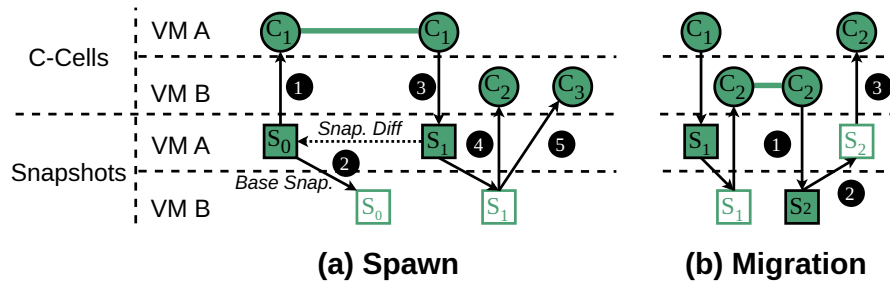 C-Cells
Snapshots
VM A
VM B
VM A
VM B
C1
C1
C2
C3
1
3
S0
Snap. Diff
S1
2
4
5
Base Snap.
S0
S1
(a) Spawn
C1
C2
C2
C2
3
S1
1
S2
2
S1
S2
(b) Migration